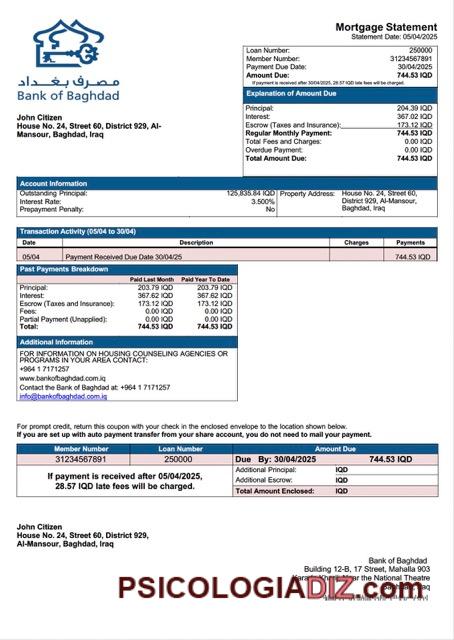 Mortgage Statement
Statement Date: 05/04/2025
مصرف بغداد
Bank of Baghdad
Loan Number: 250000
Member Number: 31234567891
Payment Due Date: 30/04/2025
Amount Due: 744.53 IQD
If payment is received after 30/04/2025, 28.57 IQD late fees will be charged.
Explanation of Amount Due
Principal: 204.39 IQD
Interest: 367.02 IQD
Escrow (Taxes and Insurance): 173.12 IQD
Regular Monthly Payment: 744.53 IQD
Total Fees and Charges: 0.00 IQD
Overdue Payment: 0.00 IQD
Total Amount Due: 744.53 IQD
John Citizen
House No. 24, Street 60, District 929, Al-
Mansour, Baghdad, Iraq
Account Information
Outstanding Principal: 125,835.84 IQD
Interest Rate: 3.500%
Prepayment Penalty: No
Property Address: House No. 24, Street 60,
District 929, Al-Mansour,
Baghdad, Iraq
Transaction Activity (05/04 to 30/04)
Date Description Charges Payments
05/04 Payment Received Due Date 30/04/25 744.53 IQD
Past Payments Breakdown
Paid Last Month Paid Year To Date
Principal: 203.79 IQD 203.79 IQD
Interest: 367.62 IQD 367.62 IQD
Escrow (Taxes and Insurance): 173.12 IQD 173.12 IQD
Fees: 0.00 IQD 0.00 IQD
Partial Payment (Unapplied): 0.00 IQD 0.00 IQD
Total: 744.53 IQD 744.53 IQD
Additional Information
FOR INFORMATION ON HOUSING COUNSELING AGENCIES OR
PROGRAMS IN YOUR AREA CONTACT:
+964 1 7171257
www.bankofbaghdad.com.iq
Contact the Bank of Baghdad at: +964 1 7171257
info@bankofbaghdad.com.iq
For prompt credit, return this coupon with your check in the enclosed envelope to the location shown below.
If you are set up with auto payment transfer from your share account, you do not need to mail your payment.
Member Number Loan Number Amount Due
31234567891 250000 Due By: 30/04/2025 744.53 IQD
If payment is received after 05/04/2025,
28.57 IQD late fees will be charged.
Additional Principal: IQD
Additional Escrow: IQD
Total Amount Enclosed: IQD
John Citizen
House No. 24, Street 60, District 929,
Al-Mansour, Baghdad, Iraq
Bank of Baghdad
Building 12-B, 17 Street, Mahalla 903
Near the National Theatre
PSICOLOGIADIZ.com